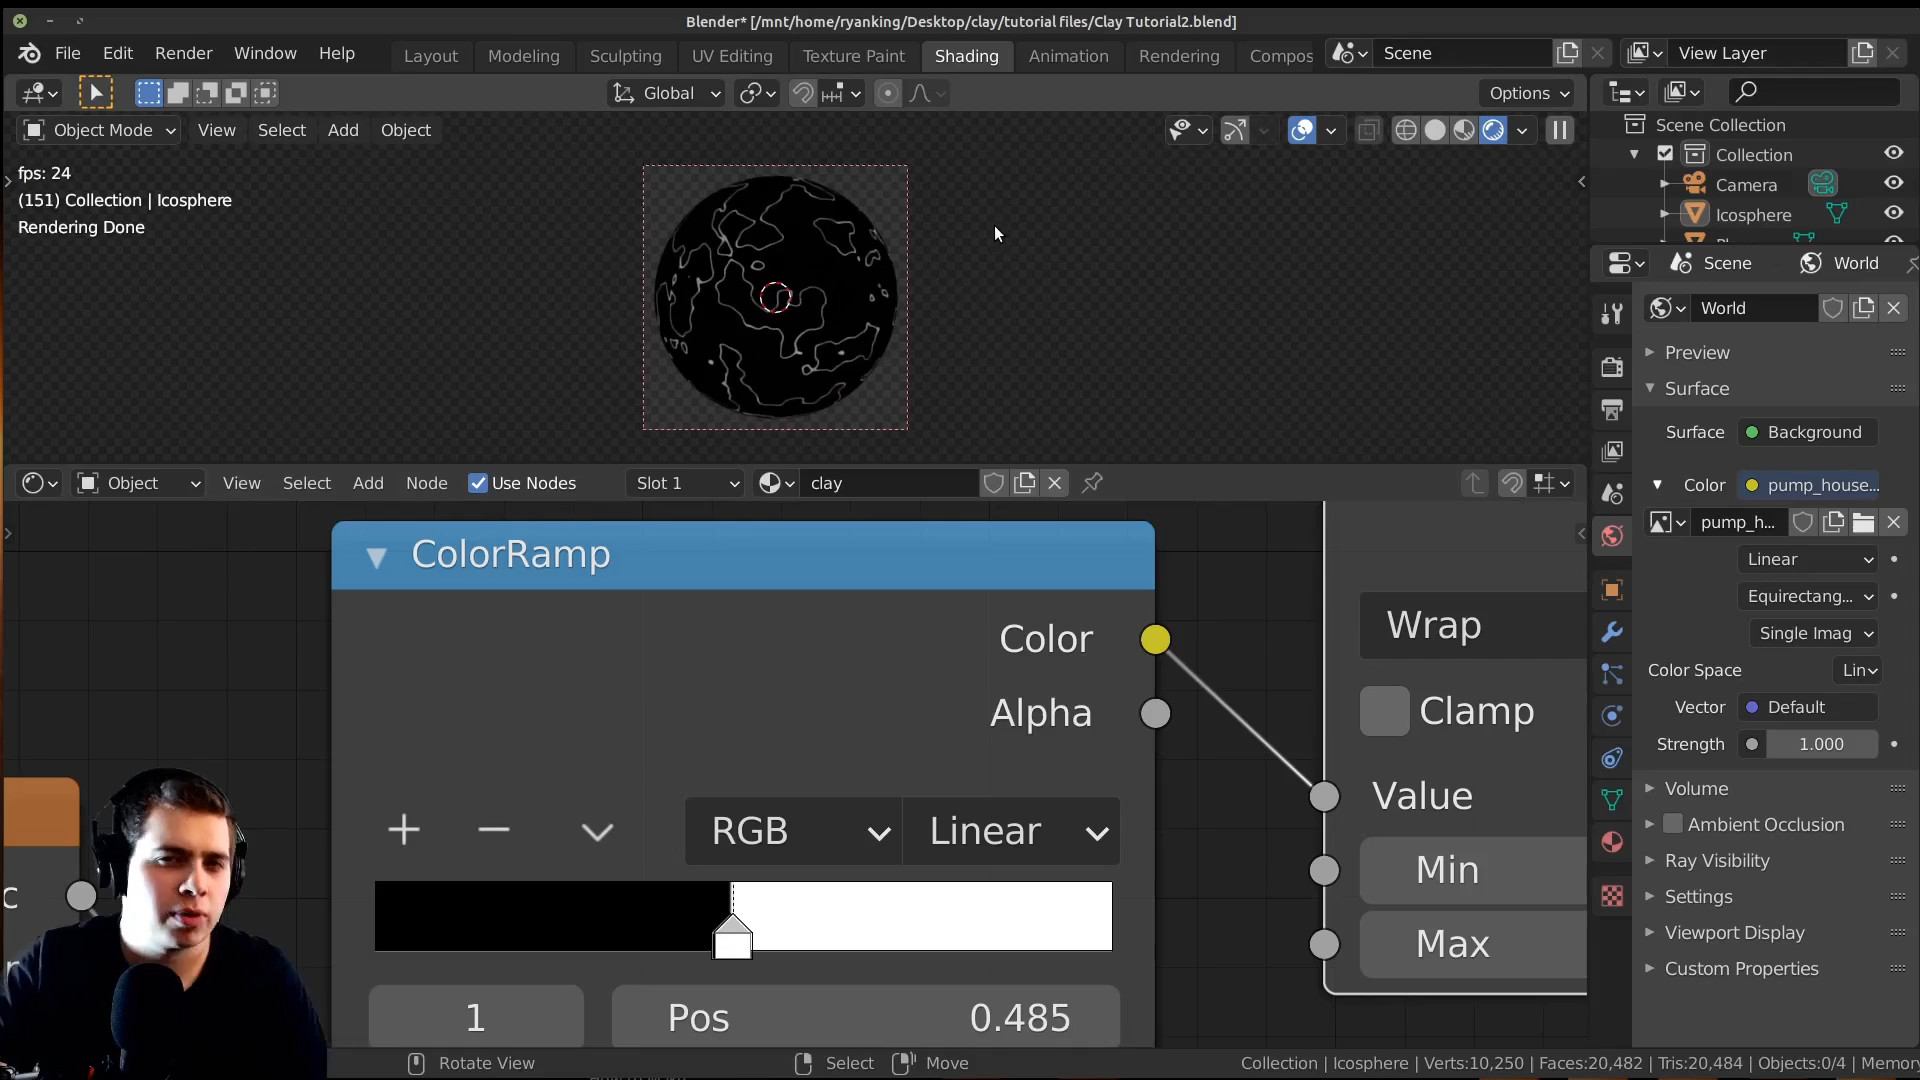 Blender* [/mnt/home/ryanking/Desktop/clay/tutorial files/Clay Tutorial2.blend]
File Edit Render Window Help Layout Modeling Sculpting UV Editing Texture Paint Shading Animation Rendering Compos Scene View Layer
Global Options
Object Mode View Select Add Object
Scene Collection
Collection
Camera
Icosphere
fps: 24
(151) Collection | Icosphere
Rendering Done
Scene World
World
Preview
Surface
Surface Background
Color pump_house...
pump_h...
Linear
Equirectang...
Single Imag
Color Space Lin
Vector Default
Strength 1.000
Volume
Ambient Occlusion
Ray Visibility
Settings
Viewport Display
Custom Properties
Object View Select Add Node Use Nodes Slot 1 clay
ColorRamp
Color
Alpha
RGB Linear
1 Pos 0.485
Wrap
Clamp
Value
Min
Max
c
r
Rotate View Select Move Collection | Icosphere | Verts:10,250 | Faces:20,482 | Tris:20,484 | Objects:0/4 | Memory